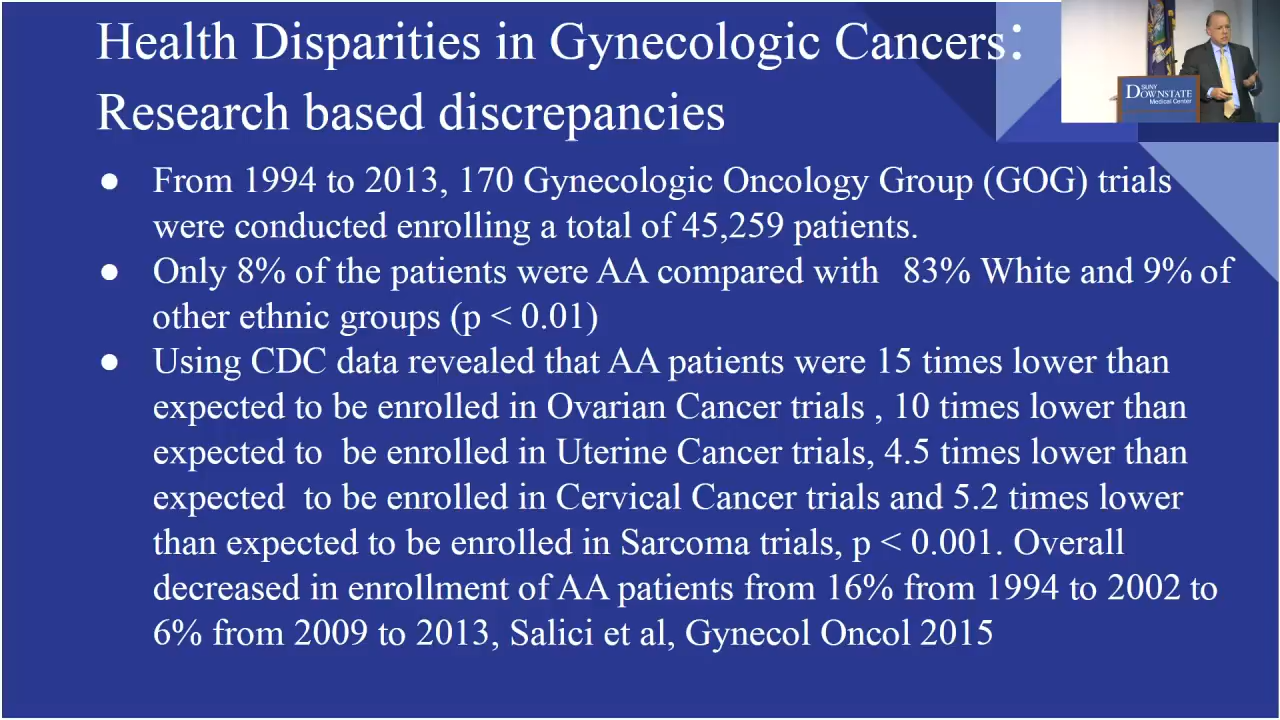 Health Disparities in Gynecologic Cancers:
Research based discrepancies
● From 1994 to 2013, 170 Gynecologic Oncology Group (GOG) trials
were conducted enrolling a total of 45,259 patients.
● Only 8% of the patients were AA compared with 83% White and 9% of
other ethnic groups (p < 0.01)
● Using CDC data revealed that AA patients were 15 times lower than
expected to be enrolled in Ovarian Cancer trials , 10 times lower than
expected to be enrolled in Uterine Cancer trials, 4.5 times lower than
expected to be enrolled in Cervical Cancer trials and 5.2 times lower
than expected to be enrolled in Sarcoma trials, p < 0.001. Overall
decreased in enrollment of AA patients from 16% from 1994 to 2002 to
6% from 2009 to 2013, Salici et al, Gynecol Oncol 2015
SUNY
DOWNSTATE
Medical Center